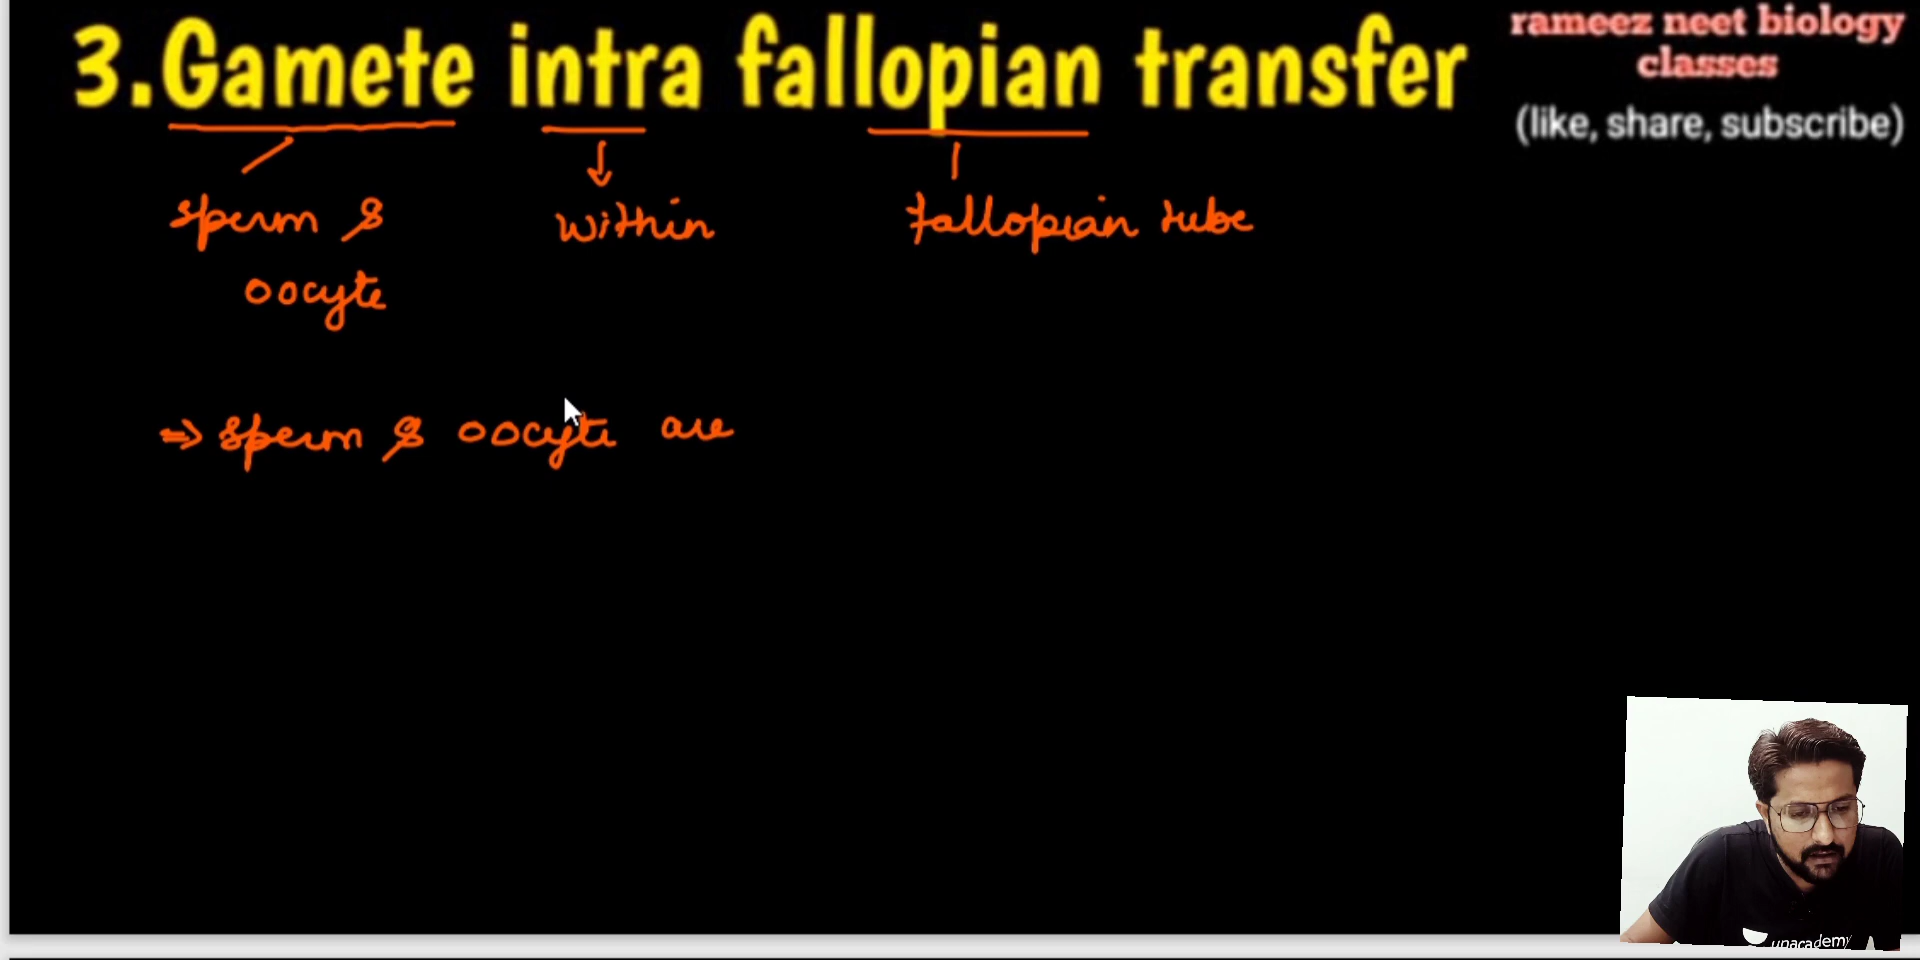 3.Gamete intra fallopian transfer
rameez neet biology
classes
(like, share, subscribe)
sperm & within fallopian tube
oocyte
⇒ sperm & oocyte are
unacademy